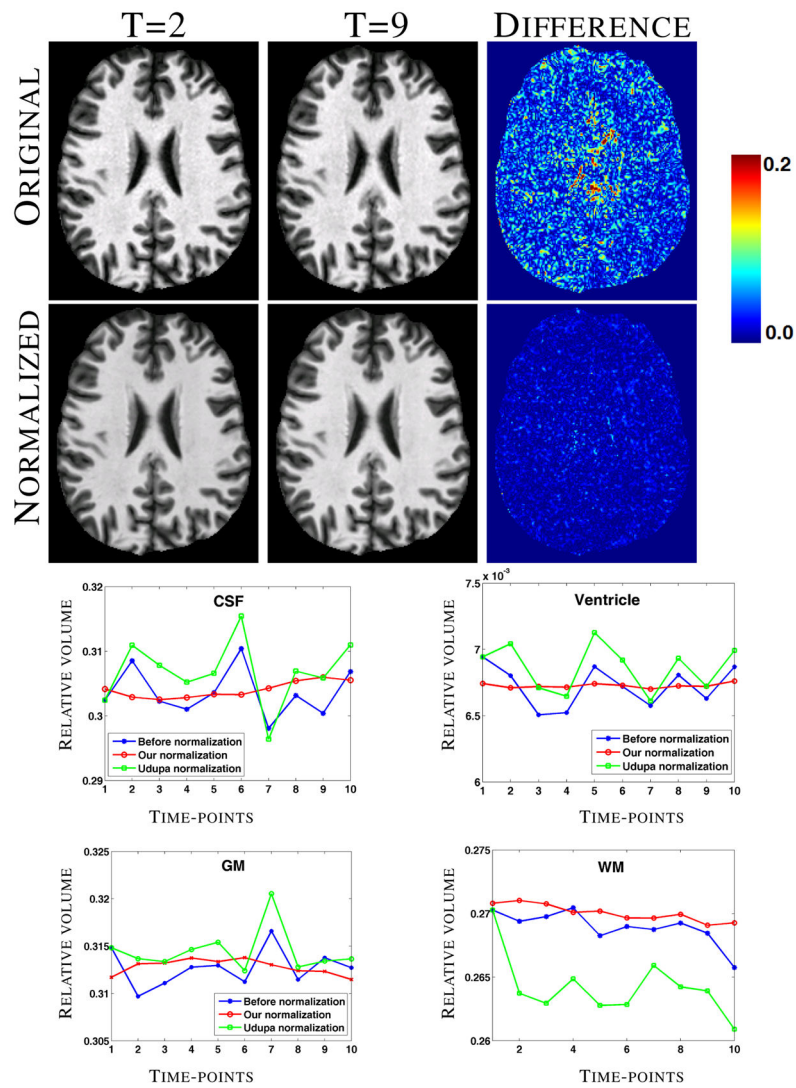 T=2 T=9 DIFFERENCE
ORIGINAL
0.2
0.0
NORMALIZED
CSF
RELATIVE VOLUME
0.32
0.31
0.3
0.29
Before normalization
Our normalization
Udupa normalization
1 2 3 4 5 6 7 8 9 10
TIME-POINTS
x 10^-3
Ventricle
RELATIVE VOLUME
7.5
7
6.5
6
Before normalization
Our normalization
Udupa normalization
1 2 3 4 5 6 7 8 9 10
TIME-POINTS
GM
RELATIVE VOLUME
0.325
0.32
0.315
0.31
0.305
Before normalization
Our normalization
Udupa normalization
1 2 3 4 5 6 7 8 9 10
TIME-POINTS
WM
RELATIVE VOLUME
0.275
0.27
0.265
0.26
2 4 6 8 10
TIME-POINTS